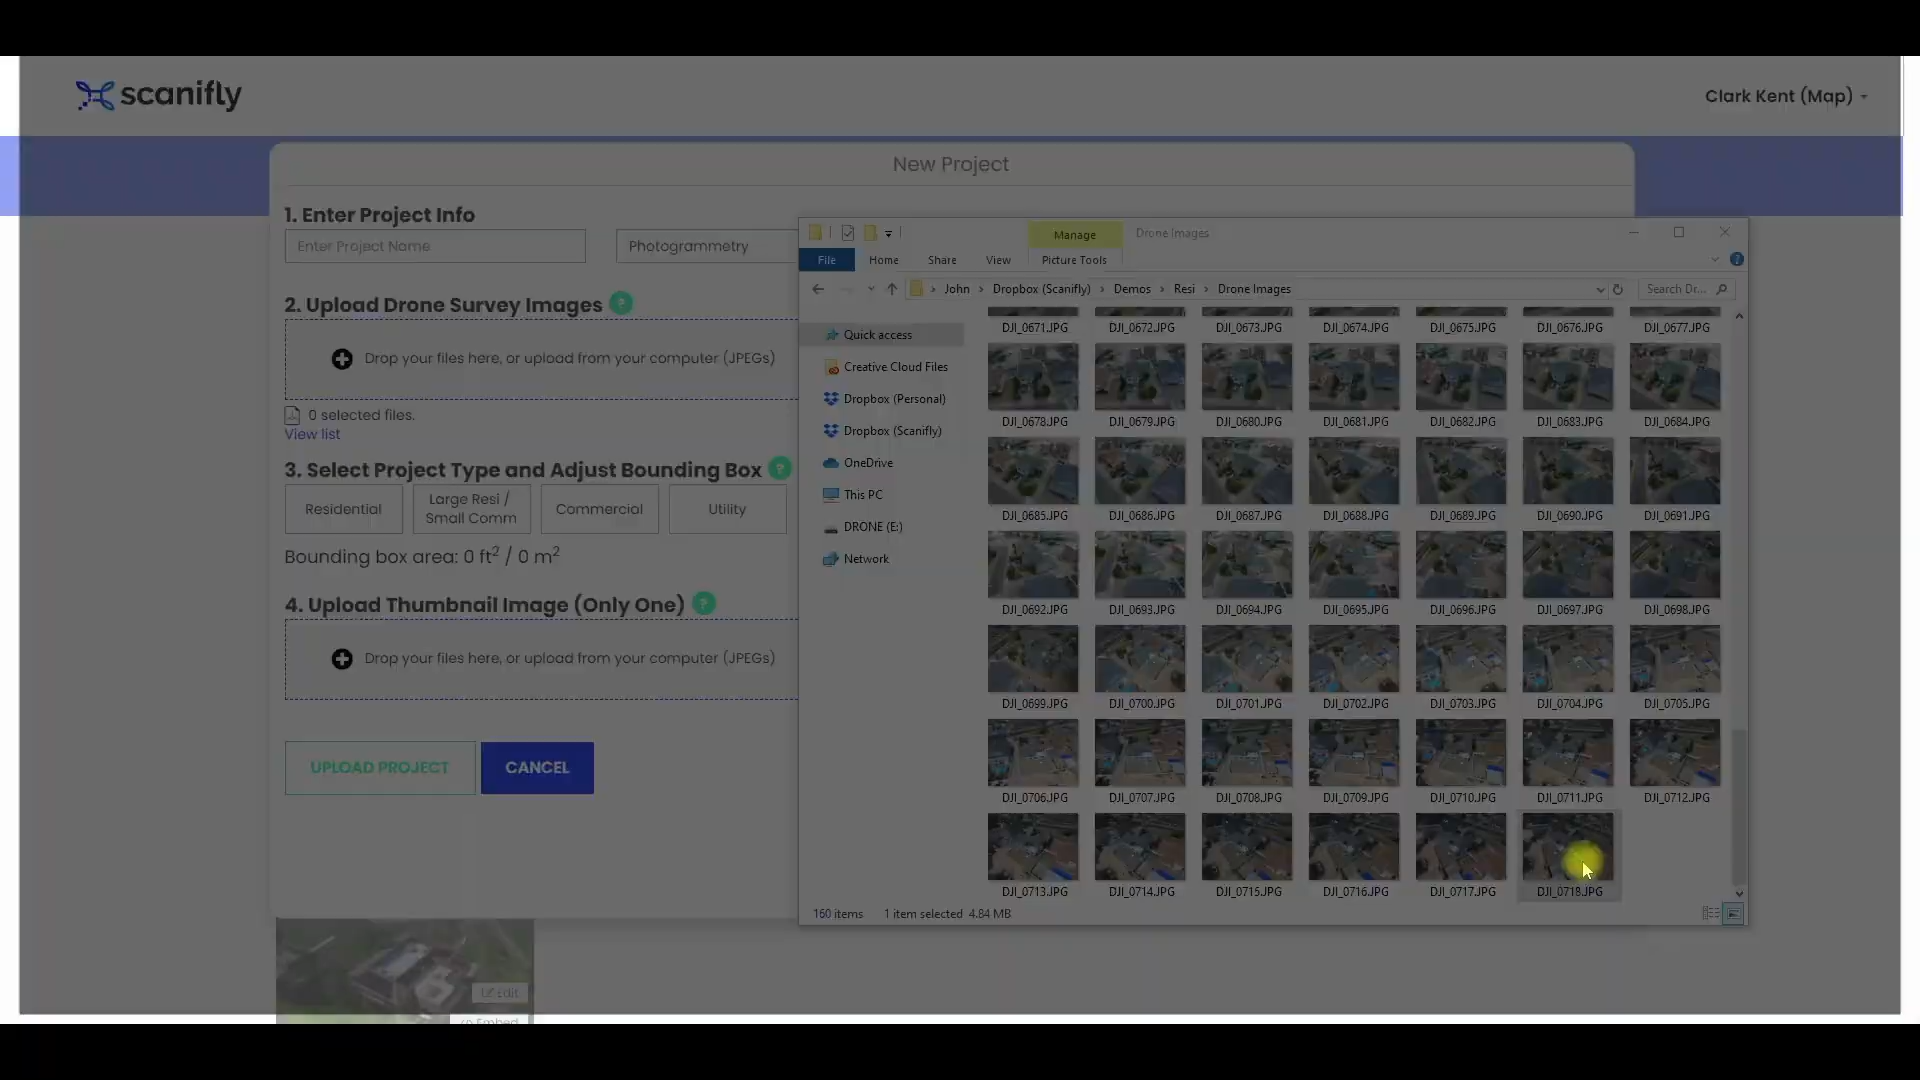 scanifly
Clark Kent (Map)
New Project
1. Enter Project Info
Enter Project Name
Photogrammetry
2. Upload Drone Survey Images ?
Drop your files here, or upload from your computer (JPEGs)
0 selected files.
View list
3. Select Project Type and Adjust Bounding Box ?
Residential
Large Resi /
Small Comm
Commercial
Utility
Bounding box area: 0 ft2 / 0 m2
4. Upload Thumbnail Image (Only One) ?
Drop your files here, or upload from your computer (JPEGs)
UPLOAD PROJECT
CANCEL
Edit
Embed
Manage
Drone Images
File
Home
Share
View
Picture Tools
John > Dropbox (Scanifly) > Demos > Resi > Drone Images
Search Dr...
Quick access
Creative Cloud Files
Dropbox (Personal)
Dropbox (Scanifly)
OneDrive
This PC
DRONE (E:)
Network
DJI_0671.JPG DJI_0672.JPG DJI_0673.JPG DJI_0674.JPG DJI_0675.JPG DJI_0676.JPG DJI_0677.JPG
DJI_0678.JPG DJI_0679.JPG DJI_0680.JPG DJI_0681.JPG DJI_0682.JPG DJI_0683.JPG DJI_0684.JPG
DJI_0685.JPG DJI_0686.JPG DJI_0687.JPG DJI_0688.JPG DJI_0689.JPG DJI_0690.JPG DJI_0691.JPG
DJI_0692.JPG DJI_0693.JPG DJI_0694.JPG DJI_0695.JPG DJI_0696.JPG DJI_0697.JPG DJI_0698.JPG
DJI_0699.JPG DJI_0700.JPG DJI_0701.JPG DJI_0702.JPG DJI_0703.JPG DJI_0704.JPG DJI_0705.JPG
DJI_0706.JPG DJI_0707.JPG DJI_0708.JPG DJI_0709.JPG DJI_0710.JPG DJI_0711.JPG DJI_0712.JPG
DJI_0713.JPG DJI_0714.JPG DJI_0715.JPG DJI_0716.JPG DJI_0717.JPG DJI_0718.JPG
160 items
1 item selected 4.84 MB